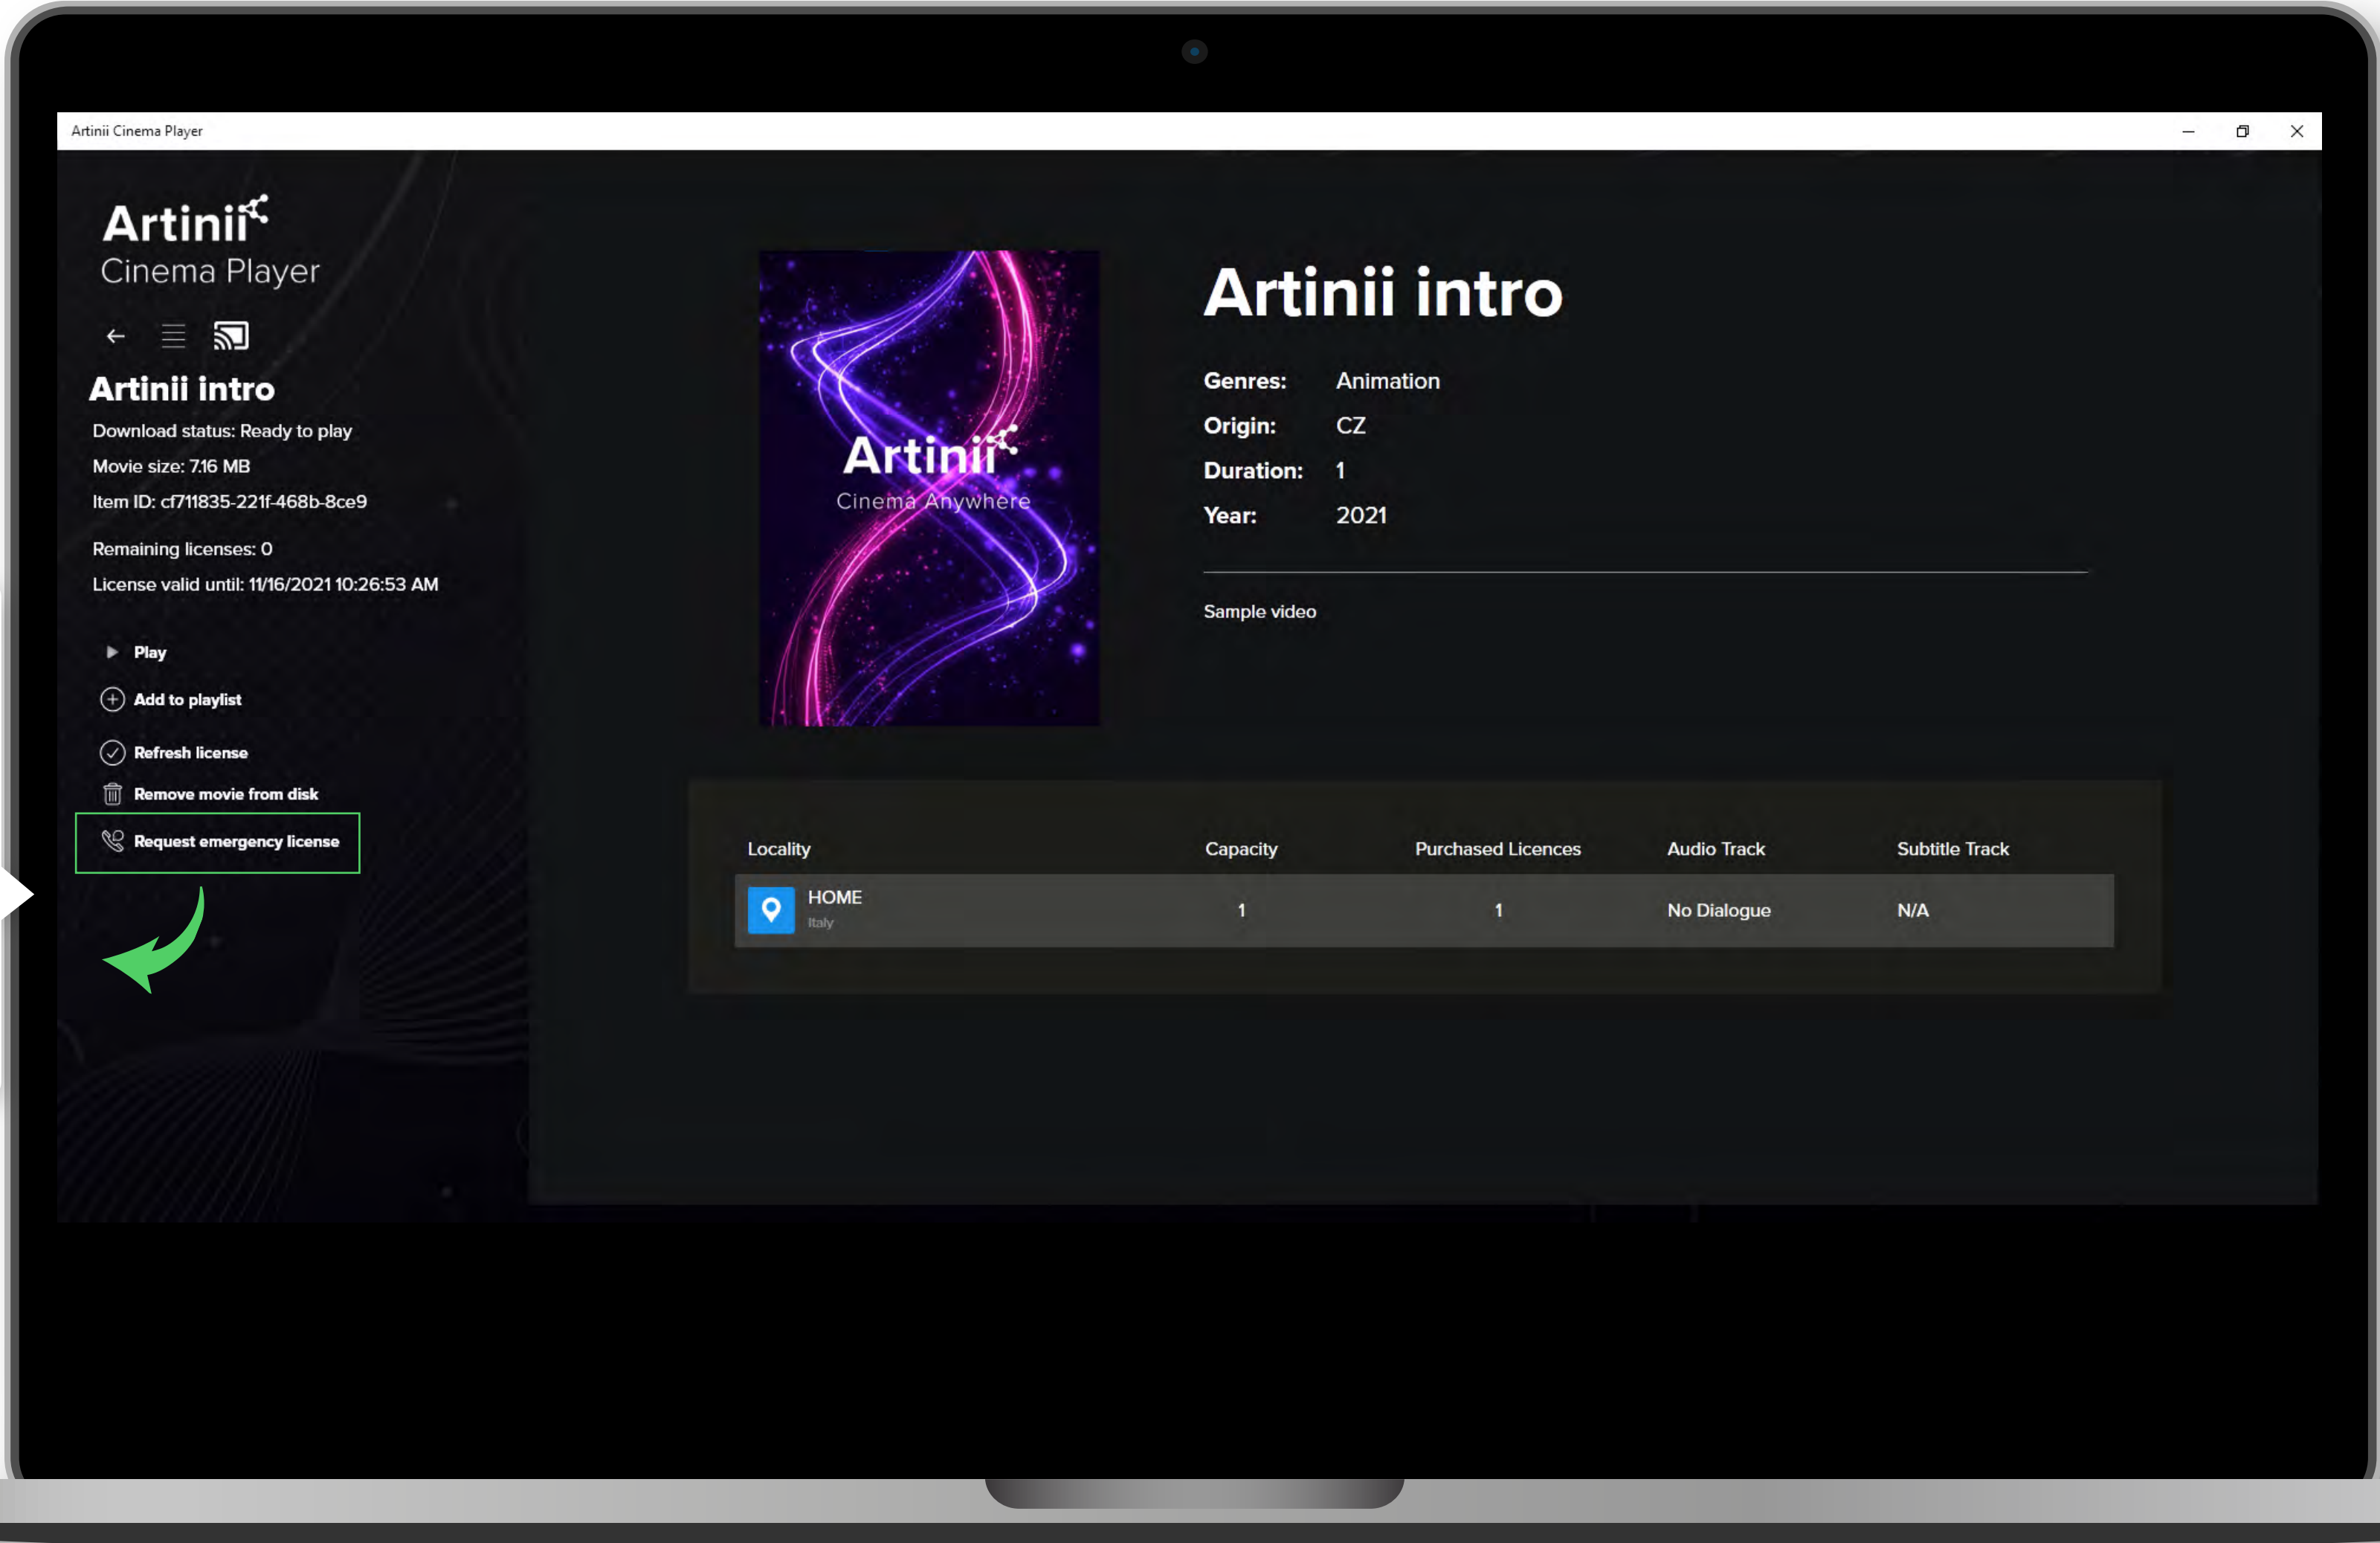 Artinii Cinema Player
Artinii
Cinema Player
Artinii intro
Download status: Ready to play
Movie size: 7.16 MB
Item ID: cf711835-221f-468b-8ce9
Remaining licenses: 0
License valid until: 11/16/2021 10:26:53 AM
Play
Add to playlist
Refresh license
Remove movie from disk
Request emergency license
Artinii
Cinema Anywhere
Artinii intro
Genres: Animation
Origin: CZ
Duration: 1
Year: 2021
Sample video
Locality Capacity Purchased Licences Audio Track Subtitle Track
HOME 1 1 No Dialogue N/A
Italy